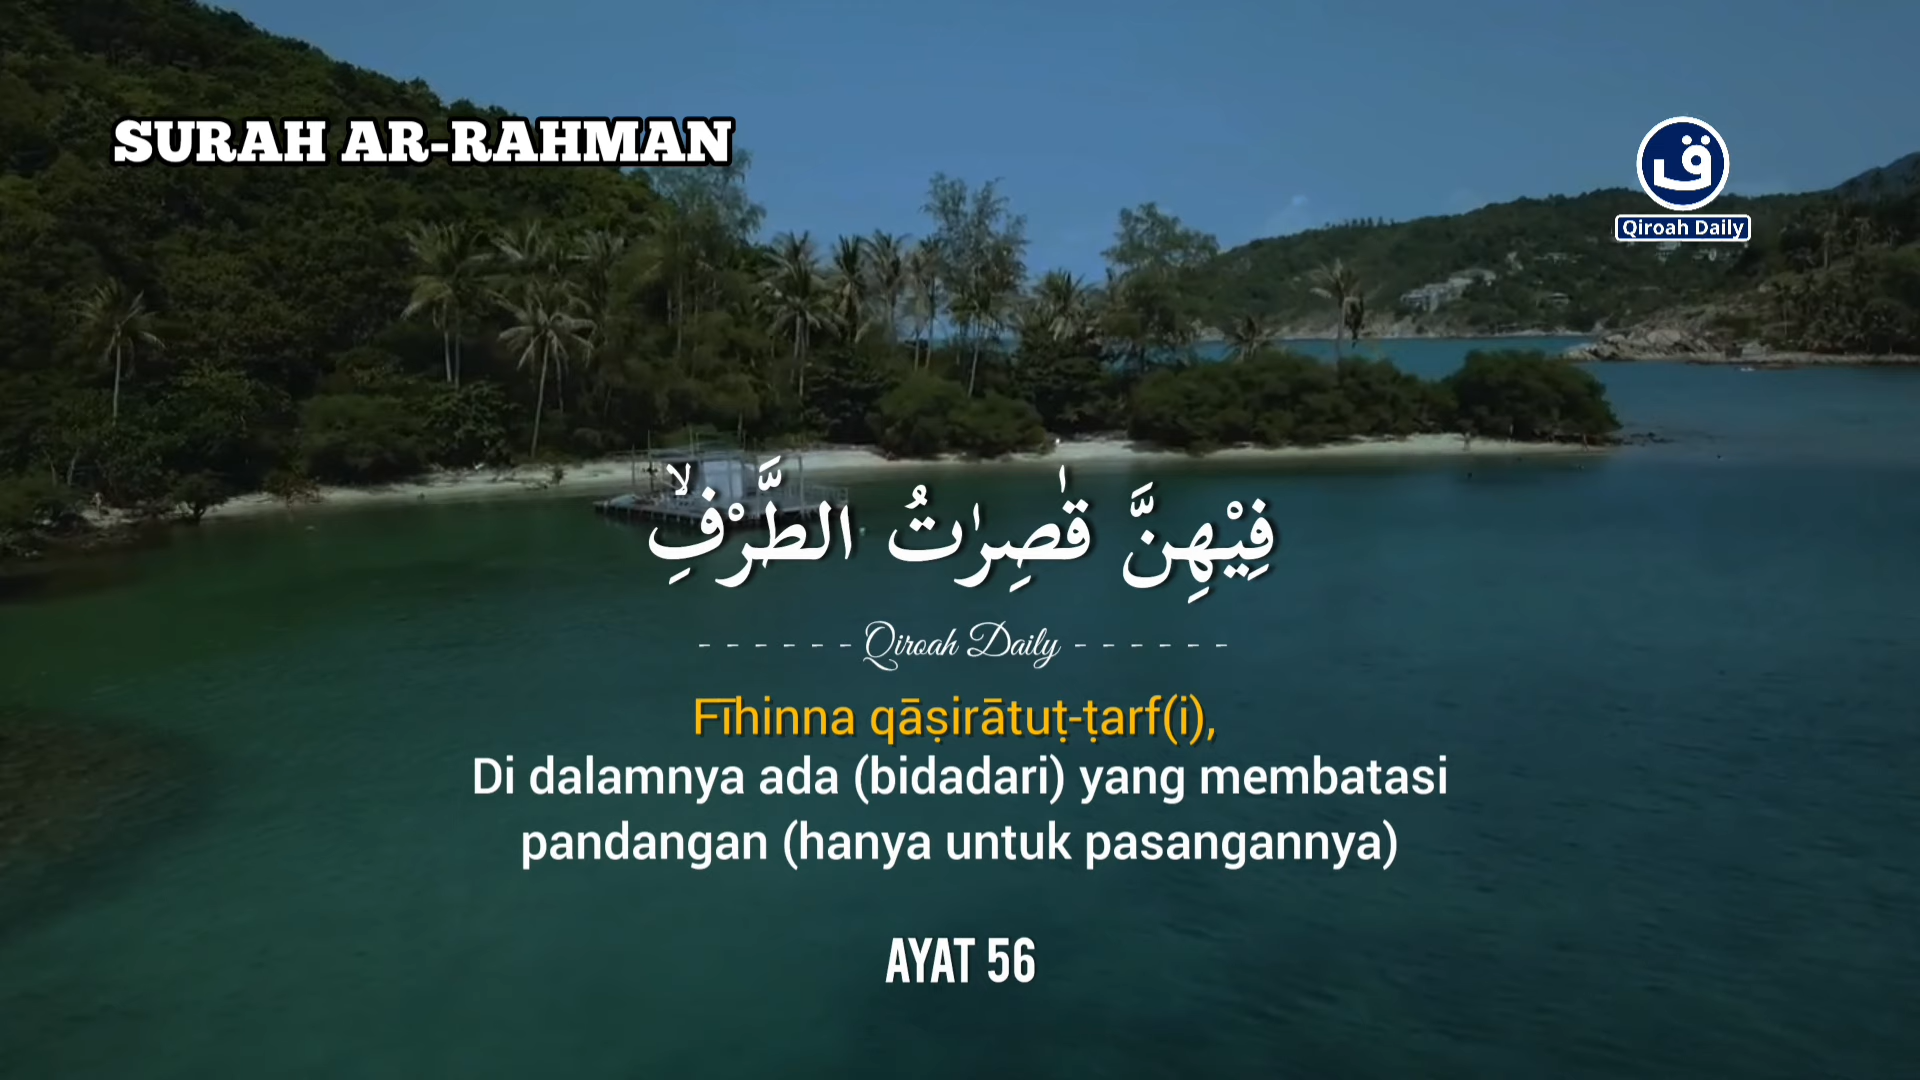 SURAH AR-RAHMAN
ق
Qiroah Daily
فِيْهِنَّ قٰصِرٰتُ الطَّرْفِۙ
- - - - - - Qiroah Daily - - - - - -
Fīhinna qāṣirātuṭ-ṭarf(i),
Di dalamnya ada (bidadari) yang membatasi
pandangan (hanya untuk pasangannya)
AYAT 56